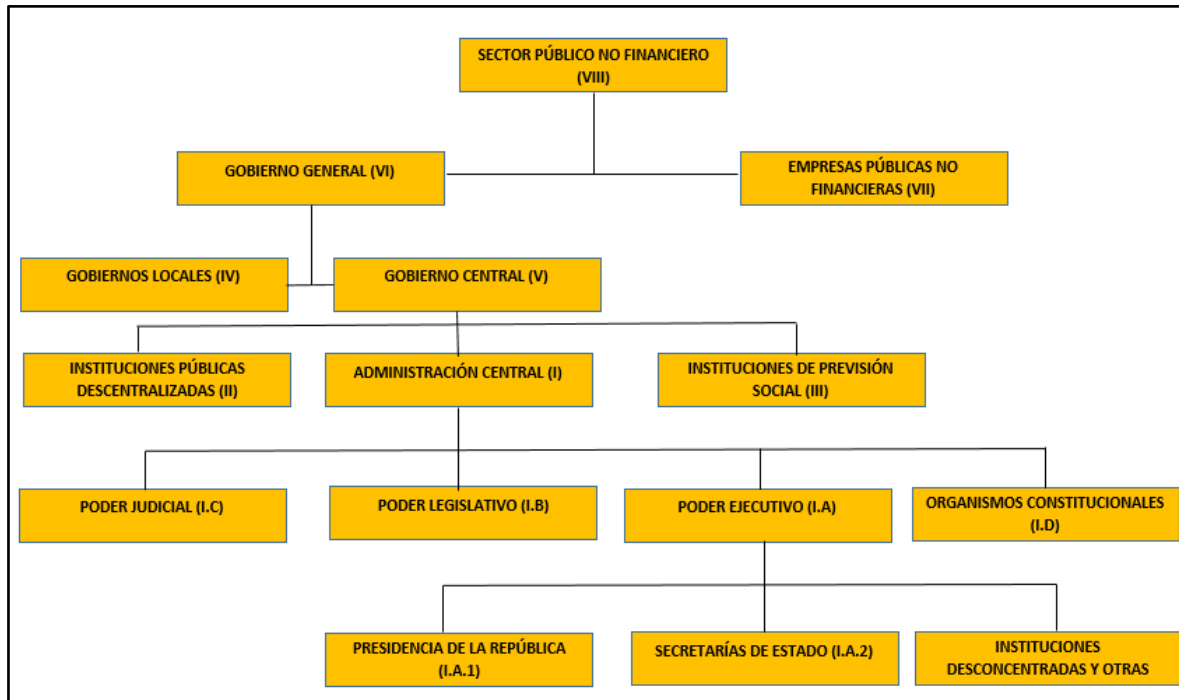 SECTOR PÚBLICO NO FINANCIERO
(VIII)
GOBIERNO GENERAL (VI)
EMPRESAS PÚBLICAS NO
FINANCIERAS (VII)
GOBIERNOS LOCALES (IV)
GOBIERNO CENTRAL (V)
INSTITUCIONES PÚBLICAS
DESCENTRALIZADAS (II)
ADMINISTRACIÓN CENTRAL (I)
INSTITUCIONES DE PREVISIÓN
SOCIAL (III)
PODER JUDICIAL (I.C)
PODER LEGISLATIVO (I.B)
PODER EJECUTIVO (I.A)
ORGANISMOS CONSTITUCIONALES
(I.D)
PRESIDENCIA DE LA REPÚBLICA
(I.A.1)
SECRETARÍAS DE ESTADO (I.A.2)
INSTITUCIONES
DESCONCENTRADAS Y OTRAS